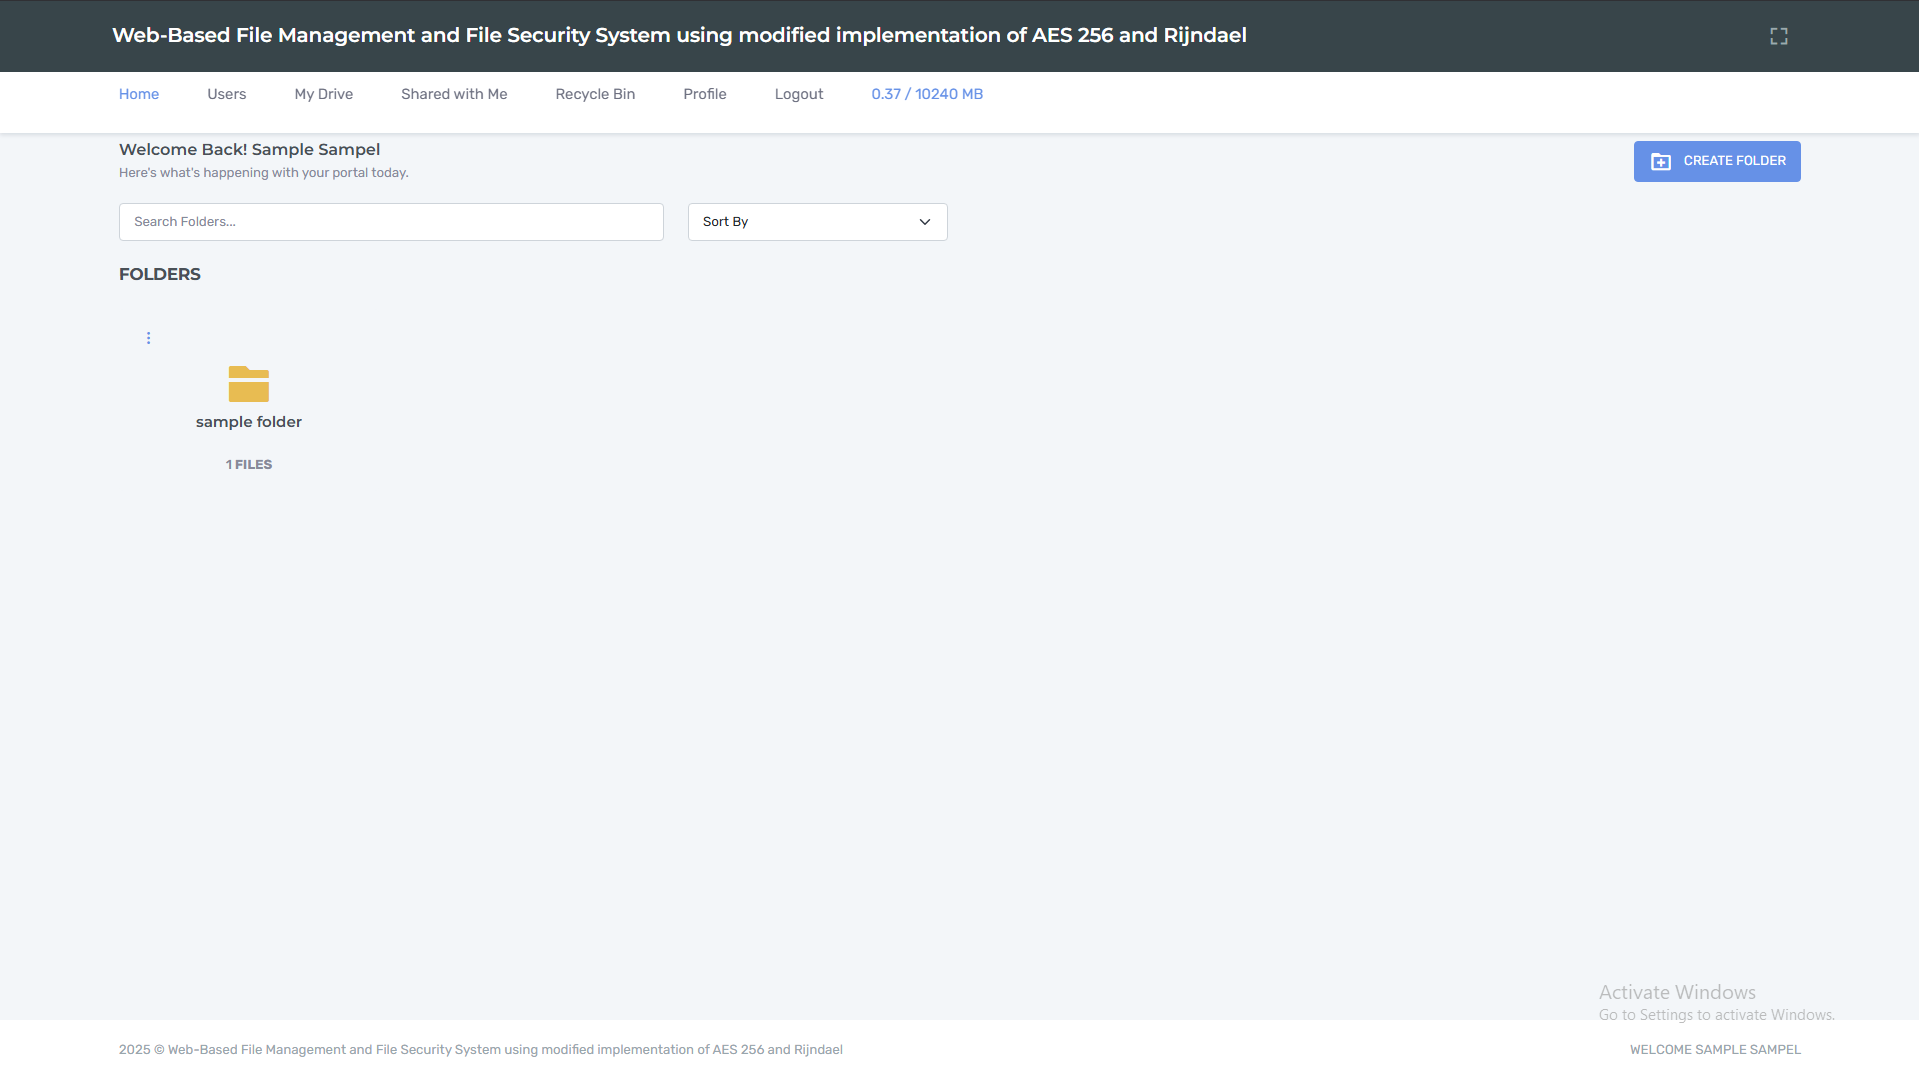 Web-Based File Management and File Security System using modified implementation of AES 256 and Rijndael
Home Users My Drive Shared with Me Recycle Bin Profile Logout 0.37 / 10240 MB
Welcome Back! Sample Sampel
Here's what's happening with your portal today.
CREATE FOLDER
Search Folders...
Sort By
FOLDERS
sample folder
1 FILES
Activate Windows
Go to Settings to activate Windows.
2025 © Web-Based File Management and File Security System using modified implementation of AES 256 and Rijndael
WELCOME SAMPLE SAMPEL